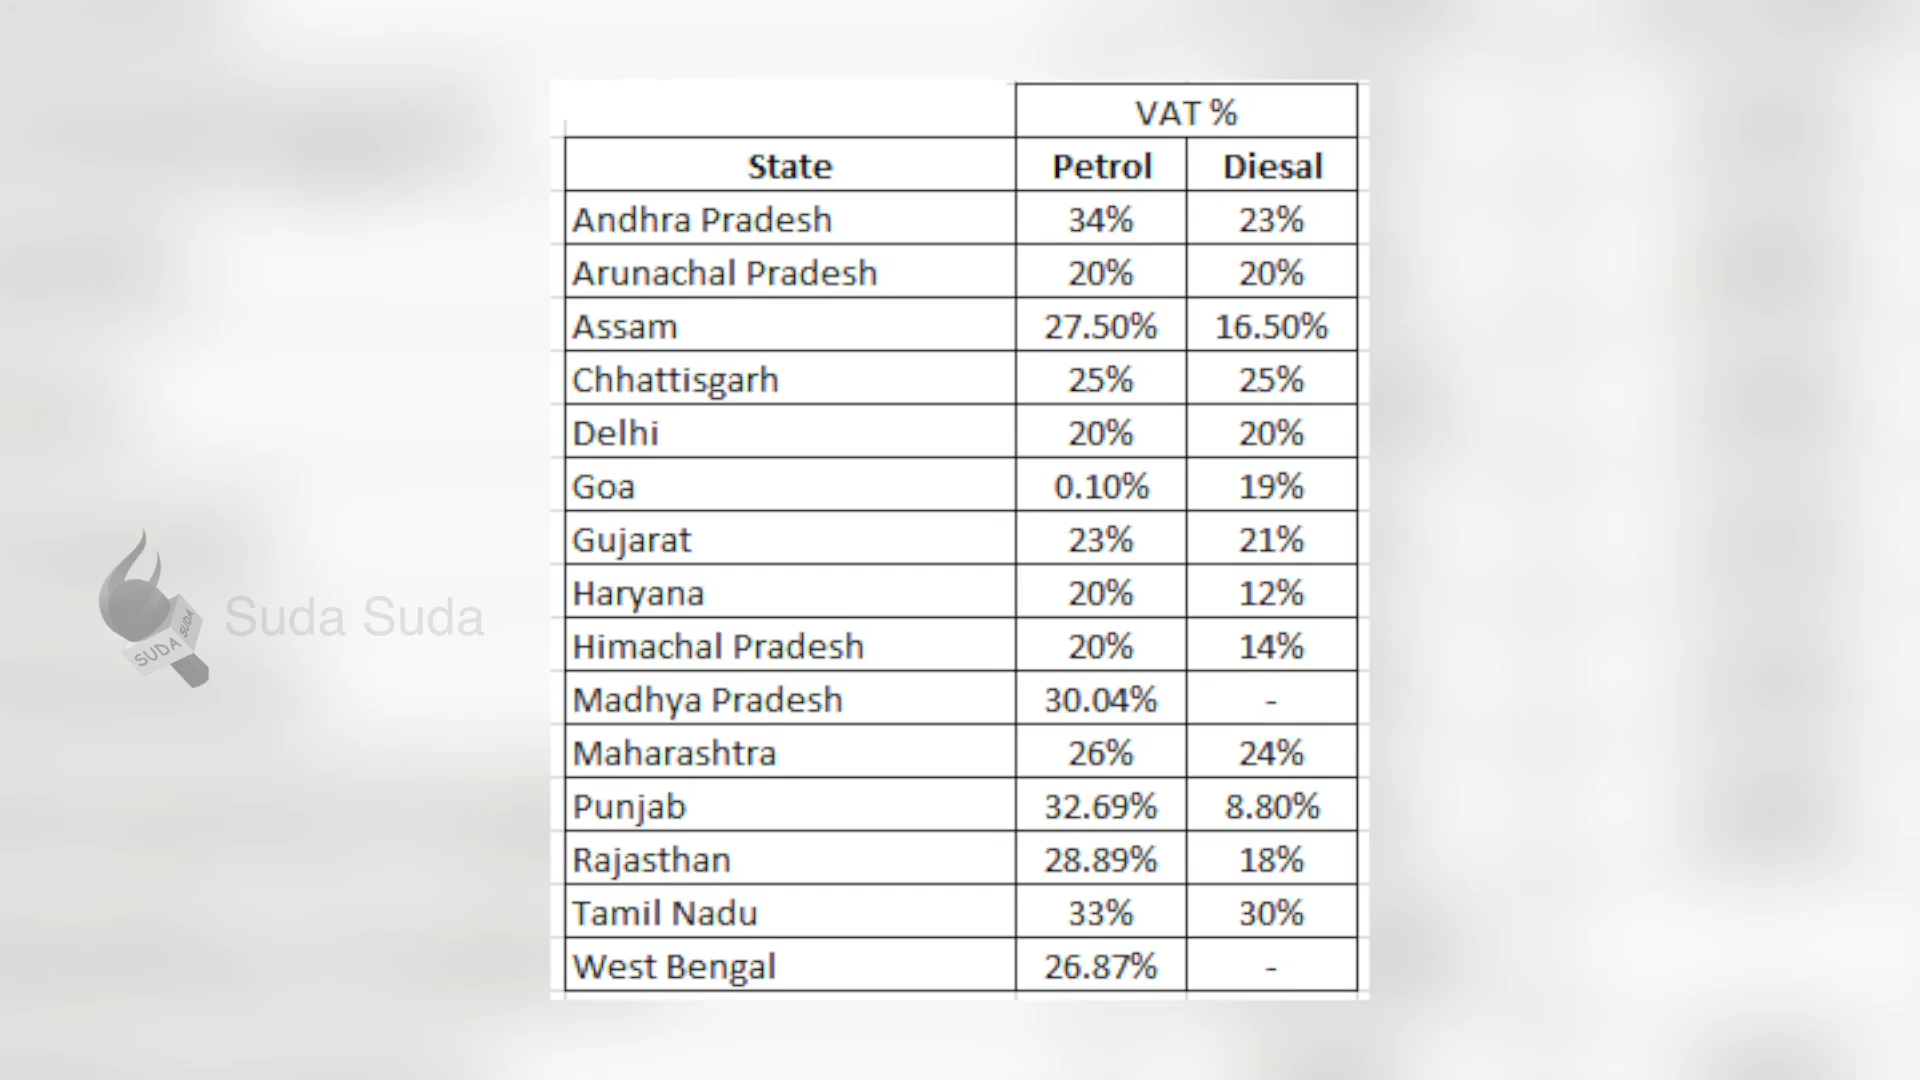 VAT %
State Petrol Diesal
Andhra Pradesh 34% 23%
Arunachal Pradesh 20% 20%
Assam 27.50% 16.50%
Chhattisgarh 25% 25%
Delhi 20% 20%
Goa 0.10% 19%
Gujarat 23% 21%
Haryana 20% 12%
Himachal Pradesh 20% 14%
Madhya Pradesh 30.04% -
Maharashtra 26% 24%
Punjab 32.69% 8.80%
Rajasthan 28.89% 18%
Tamil Nadu 33% 30%
West Bengal 26.87% -
Suda Suda
SUDA SUDA